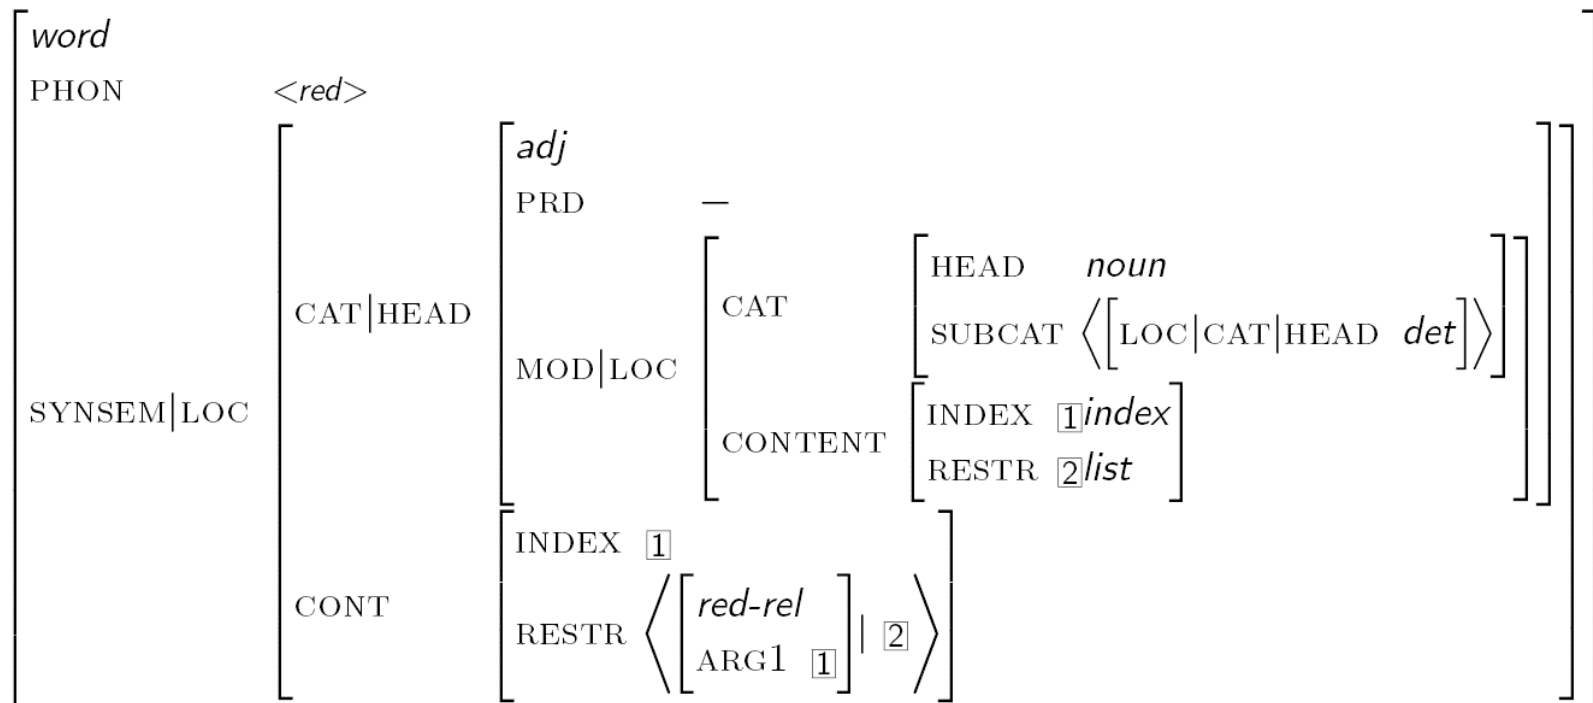 word
PHON <red>
adj
PRD −
HEAD noun
CAT
SUBCAT ⟨[LOC|CAT|HEAD det]⟩
CAT|HEAD
MOD|LOC
SYNSEM|LOC
INDEX 1 index
CONTENT
RESTR 2 list
INDEX 1
CONT
red-rel
RESTR ⟨[ARG1 1] | 2⟩